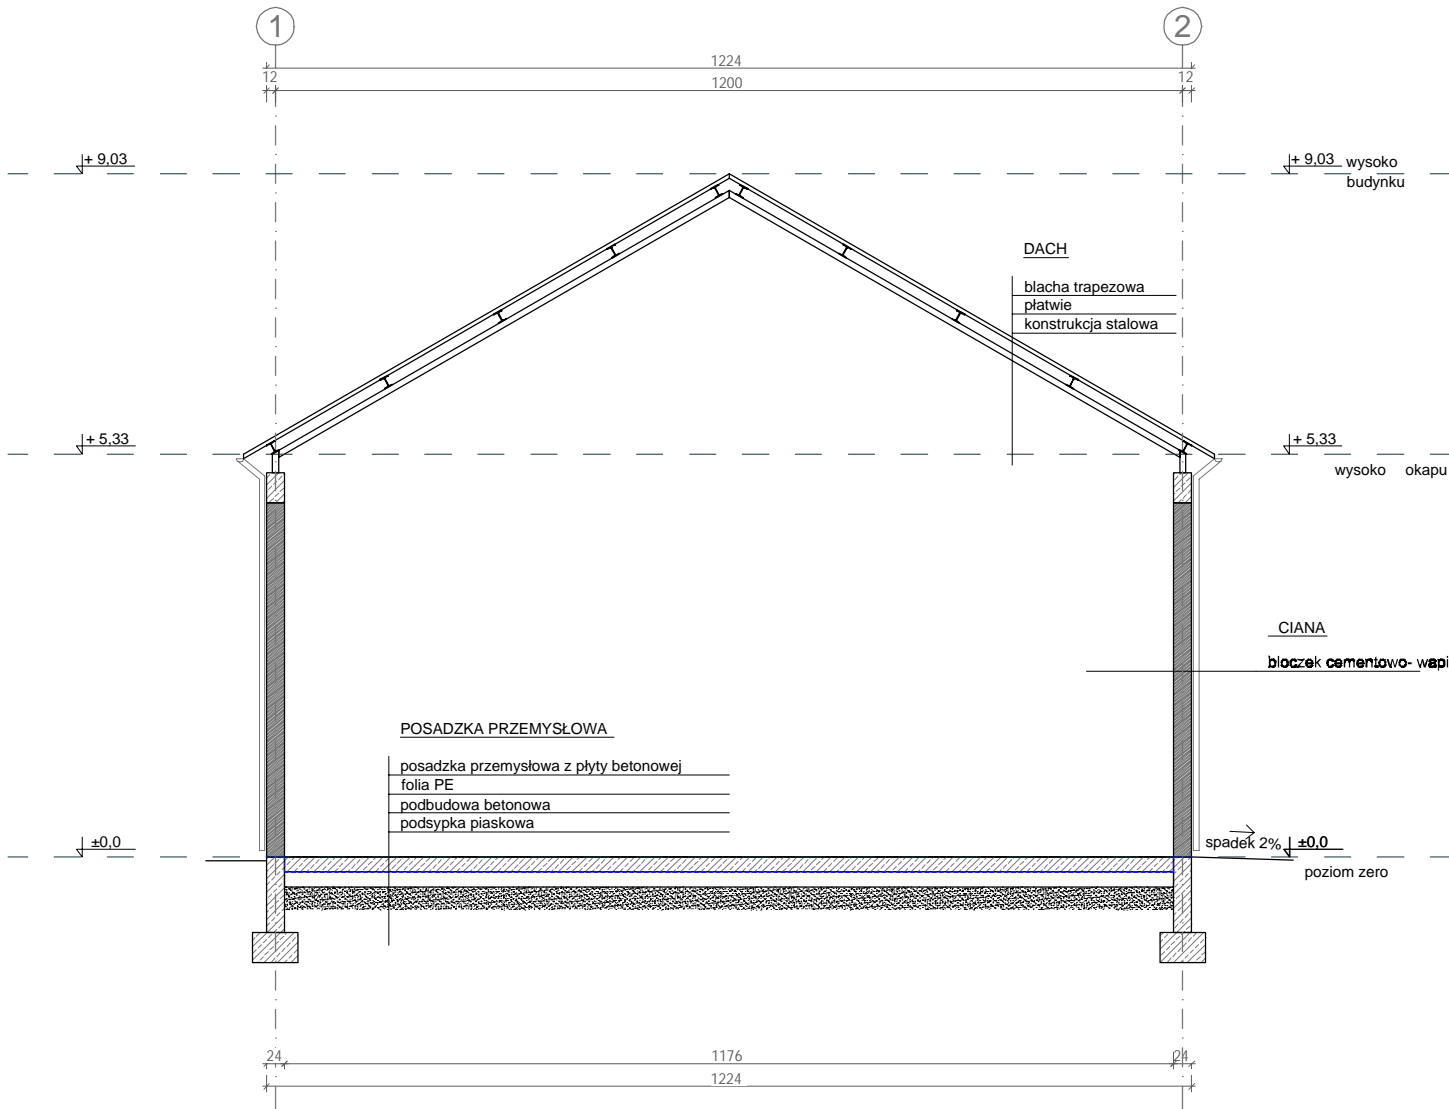 1
2
1224
12
1200
12
+ 9,03
+ 9,03 wysoko
budynku
DACH
blacha trapezowa
płatwie
konstrukcja stalowa
+ 5,33
+ 5,33
wysoko okapu
CIANA
bloczek cementowo- wapi
POSADZKA PRZEMYSŁOWA
posadzka przemysłowa z płyty betonowej
folia PE
podbudowa betonowa
podsypka piaskowa
±0,0
spadek 2% ±0,0
poziom zero
24
1176
24
1224